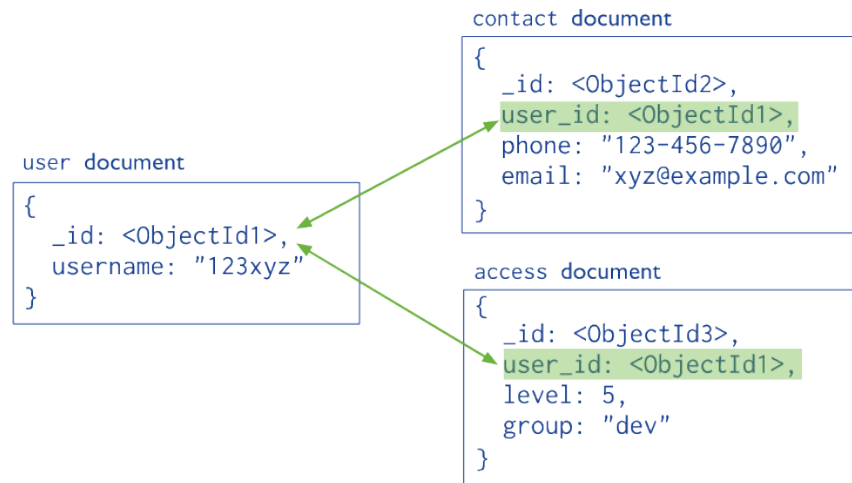 user document
{
_id: <ObjectId1>,
username: "123xyz"
}
contact document
{
_id: <ObjectId2>,
user_id: <ObjectId1>,
phone: "123-456-7890",
email: "xyz@example.com"
}
access document
{
_id: <ObjectId3>,
user_id: <ObjectId1>,
level: 5,
group: "dev"
}